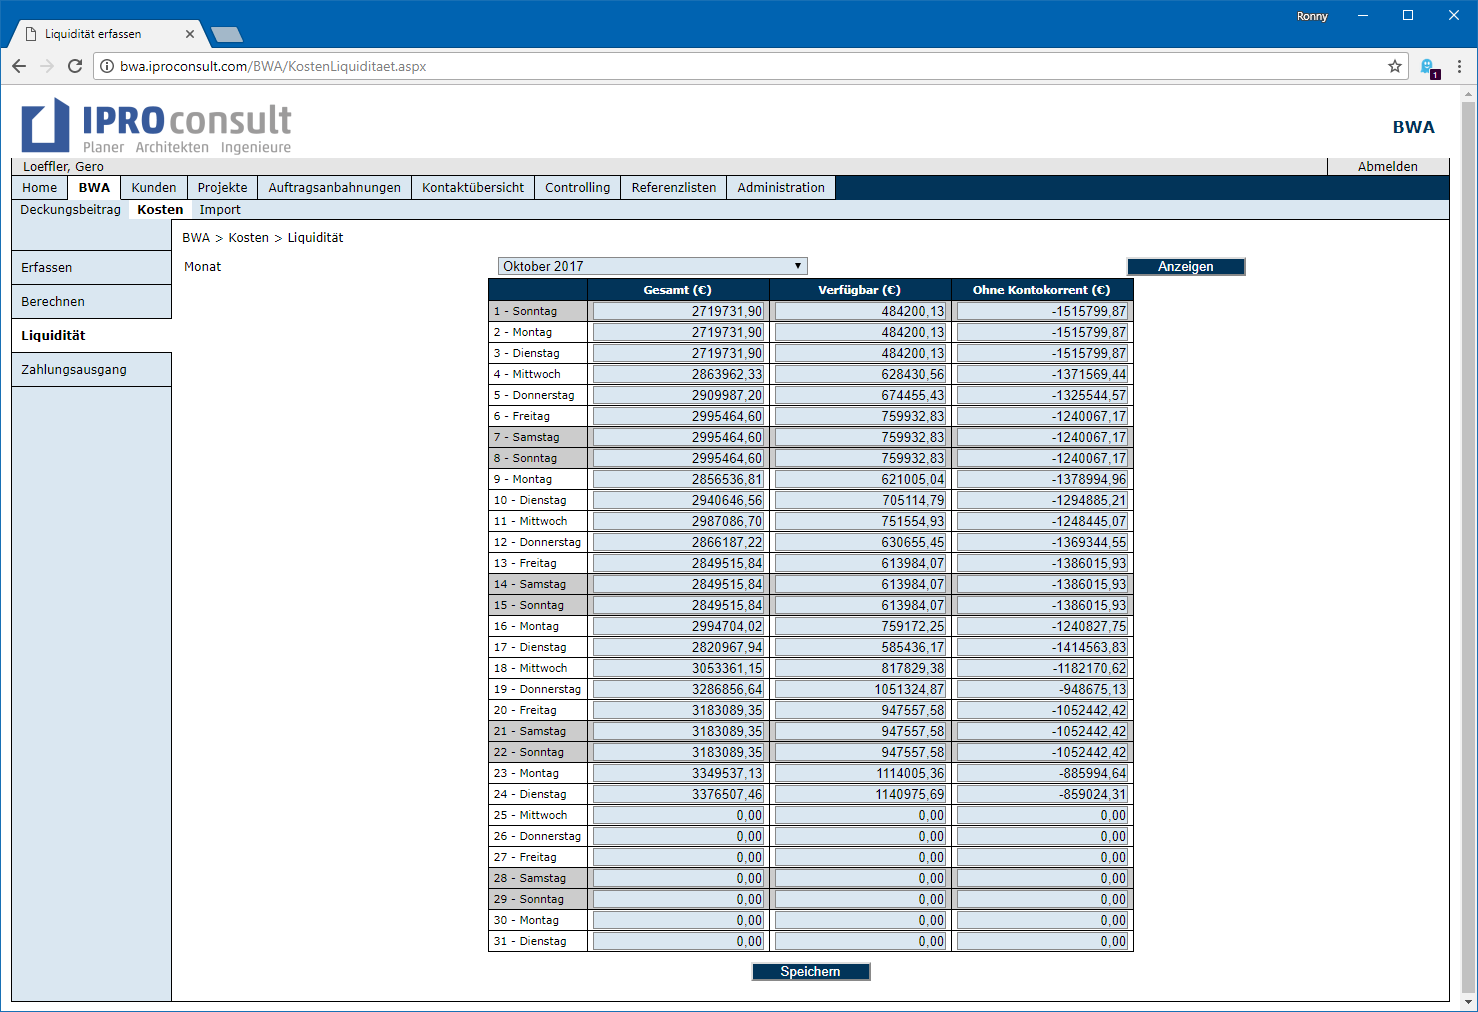 Ronny
Liquidität erfassen
bwa.iproconsult.com/BWA/KostenLiquiditaet.aspx
1
IPROconsult
Planer Architekten Ingenieure
BWA
Loeffler, Gero Abmelden
Home BWA Kunden Projekte Auftragsanbahnungen Kontaktübersicht Controlling Referenzlisten Administration
Deckungsbeitrag Kosten Import
BWA > Kosten > Liquidität
Erfassen
Berechnen
Liquidität
Zahlungsausgang
Monat Oktober 2017 Anzeigen
Gesamt (€) Verfügbar (€) Ohne Kontokorrent (€)
1 - Sonntag 2719731,90 484200,13 -1515799,87
2 - Montag 2719731,90 484200,13 -1515799,87
3 - Dienstag 2719731,90 484200,13 -1515799,87
4 - Mittwoch 2863962,33 628430,56 -1371569,44
5 - Donnerstag 2909987,20 674455,43 -1325544,57
6 - Freitag 2995464,60 759932,83 -1240067,17
7 - Samstag 2995464,60 759932,83 -1240067,17
8 - Sonntag 2995464,60 759932,83 -1240067,17
9 - Montag 2856536,81 621005,04 -1378994,96
10 - Dienstag 2940646,56 705114,79 -1294885,21
11 - Mittwoch 2987086,70 751554,93 -1248445,07
12 - Donnerstag 2866187,22 630655,45 -1369344,55
13 - Freitag 2849515,84 613984,07 -1386015,93
14 - Samstag 2849515,84 613984,07 -1386015,93
15 - Sonntag 2849515,84 613984,07 -1386015,93
16 - Montag 2994704,02 759172,25 -1240827,75
17 - Dienstag 2820967,94 585436,17 -1414563,83
18 - Mittwoch 3053361,15 817829,38 -1182170,62
19 - Donnerstag 3286856,64 1051324,87 -948675,13
20 - Freitag 3183089,35 947557,58 -1052442,42
21 - Samstag 3183089,35 947557,58 -1052442,42
22 - Sonntag 3183089,35 947557,58 -1052442,42
23 - Montag 3349537,13 1114005,36 -885994,64
24 - Dienstag 3376507,46 1140975,69 -859024,31
25 - Mittwoch 0,00 0,00 0,00
26 - Donnerstag 0,00 0,00 0,00
27 - Freitag 0,00 0,00 0,00
28 - Samstag 0,00 0,00 0,00
29 - Sonntag 0,00 0,00 0,00
30 - Montag 0,00 0,00 0,00
31 - Dienstag 0,00 0,00 0,00
Speichern